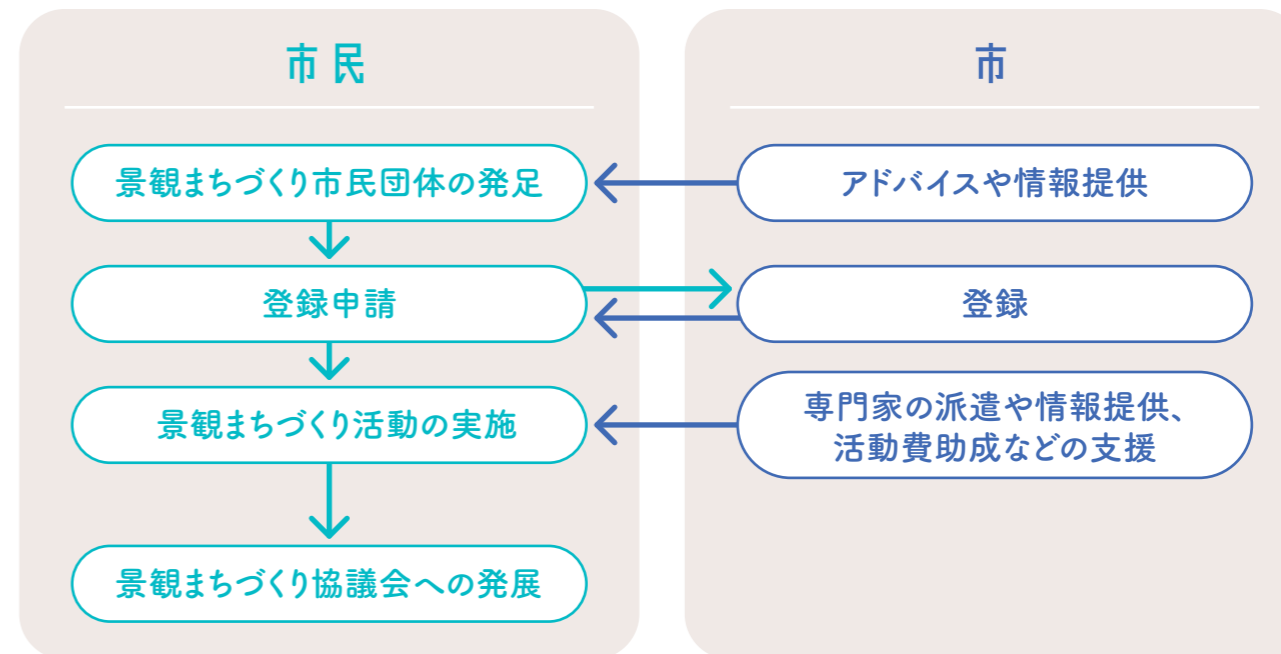 市民
市
景観まちづくり市民団体の発足
アドバイスや情報提供
登録申請
登録
景観まちづくり活動の実施
専門家の派遣や情報提供、
活動費助成などの支援
景観まちづくり協議会への発展